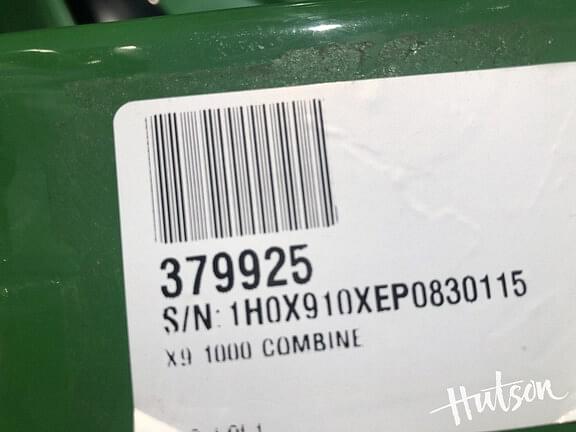 379925
S/N: 1H0X910XEP0830115
X9 1000 COMBINE
Hutson